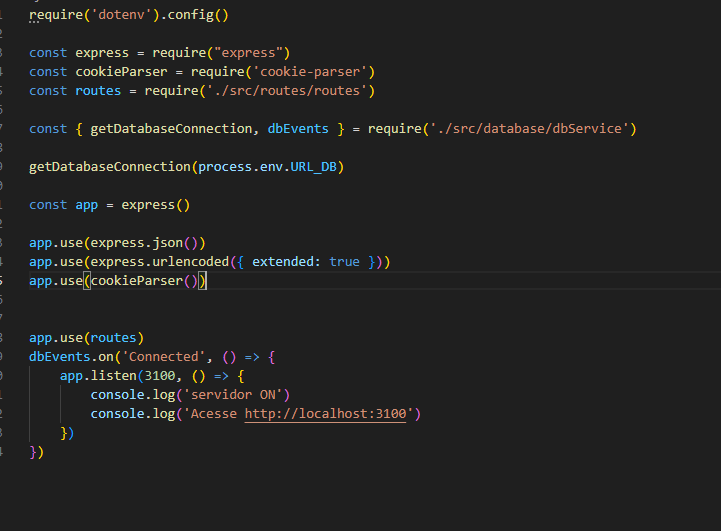 require('dotenv').config()
const express = require("express")
const cookieParser = require('cookie-parser')
const routes = require('./src/routes/routes')
const { getDatabaseConnection, dbEvents } = require('./src/database/dbService')
getDatabaseConnection(process.env.URL_DB)
const app = express()
app.use(express.json())
app.use(express.urlencoded({ extended: true }))
app.use(cookieParser())
app.use(routes)
dbEvents.on('Connected', () => {
    app.listen(3100, () => {
        console.log('servidor ON')
        console.log('Acesse http://localhost:3100')
    })
})